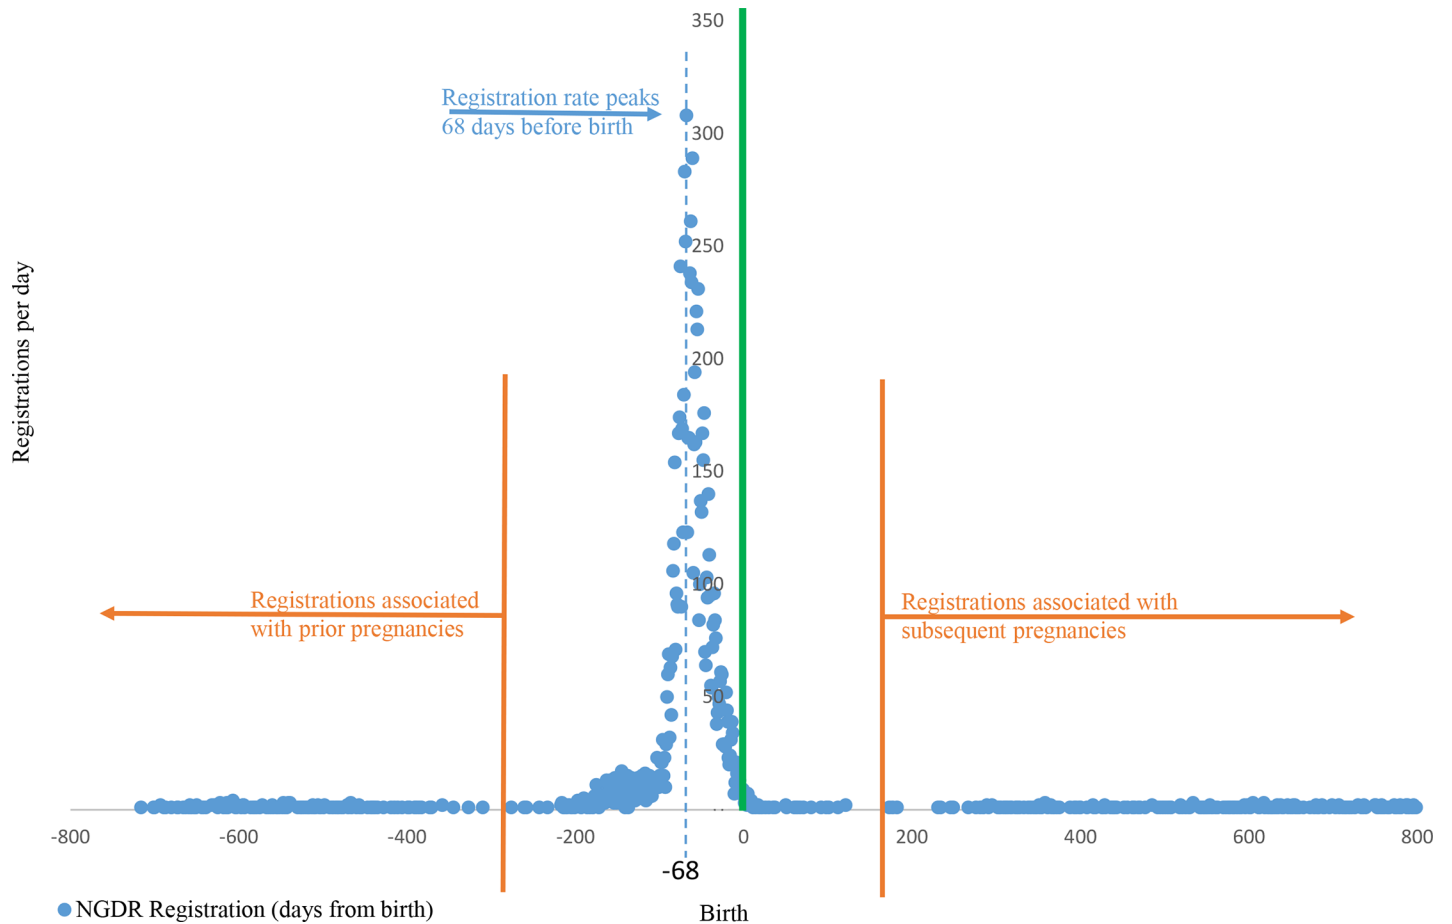 350
Registration rate peaks
68 days before birth
300
250
Registrations per day
200
150
100
Registrations associated
with prior pregnancies
Registrations associated with
subsequent pregnancies
50
-800 -600 -400 -200 0 200 400 600 800
-68
NGDR Registration (days from birth)
Birth